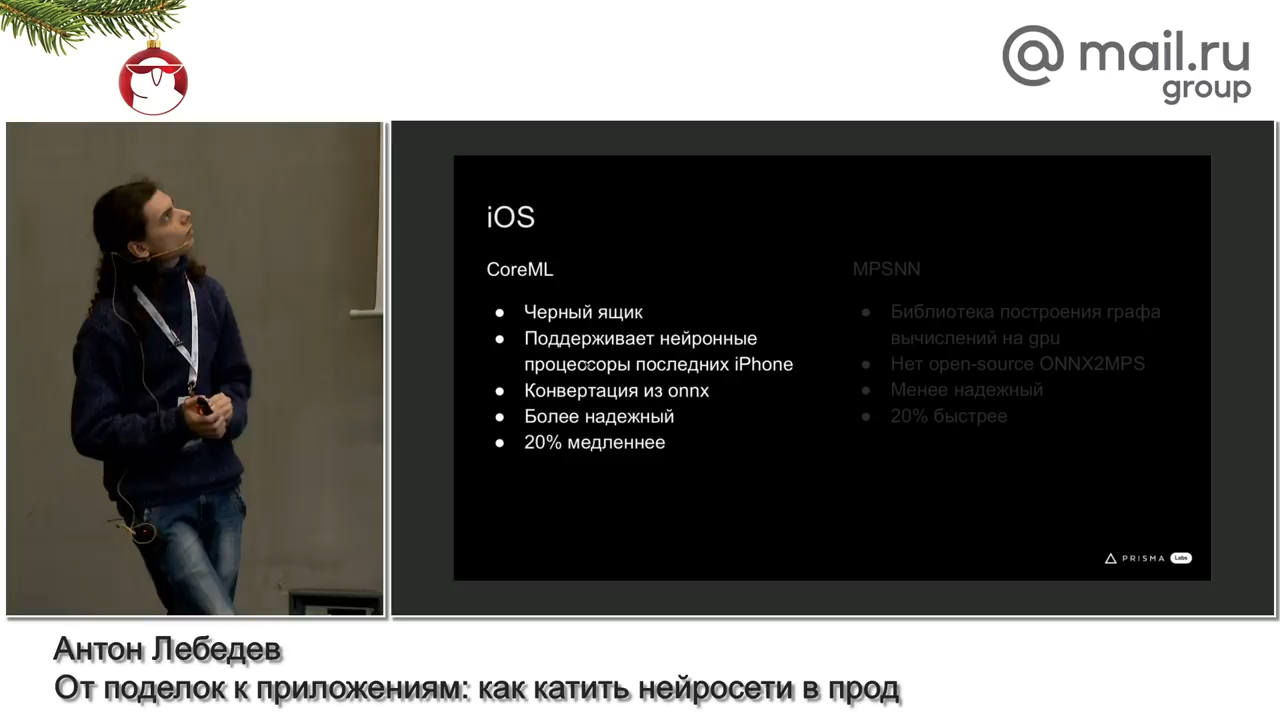 @ mail.ru
group
iOS
CoreML
● Черный ящик
● Поддерживает нейронные
процессоры последних iPhone
● Конвертация из onnx
● Более надежный
● 20% медленнее
MPSNN
● Библиотека построения графа
вычислений на gpu
● Нет open-source ONNX2MPS
● Менее надежный
● 20% быстрее
PRISMA Labs
Антон Лебедев
От поделок к приложениям: как катить нейросети в прод